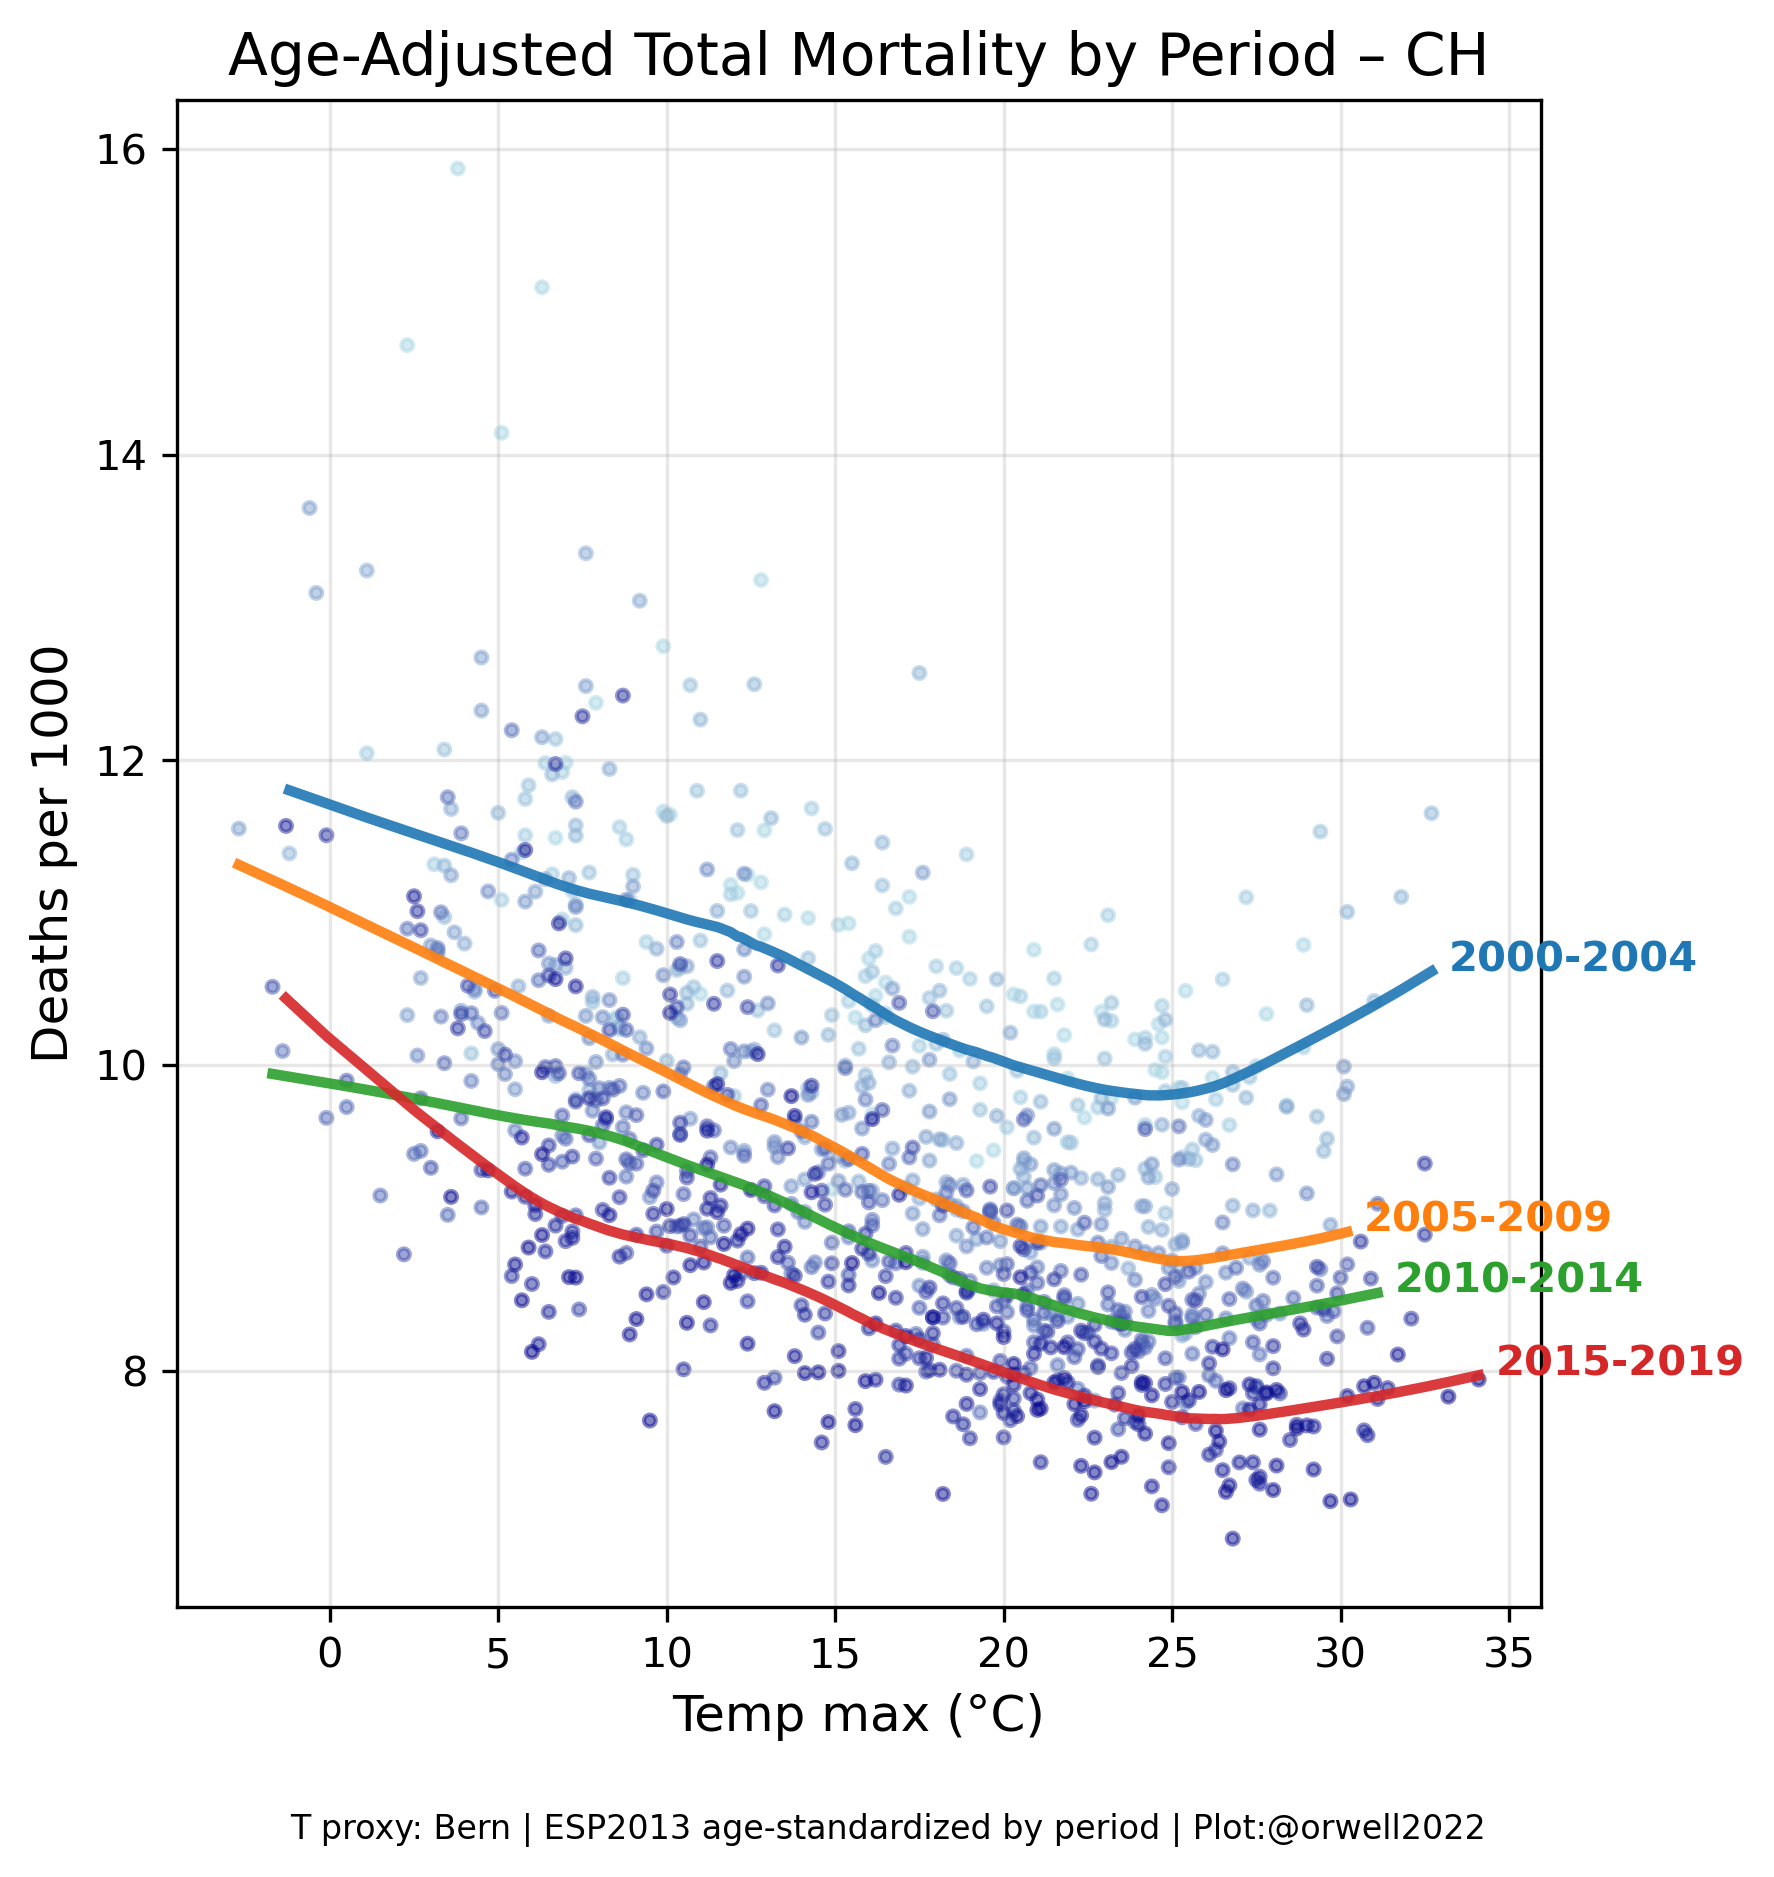 Age-Adjusted Total Mortality by Period – CH
Deaths per 1000
16
14
12
10
8
2000-2004
2005-2009
2010-2014
2015-2019
0 5 10 15 20 25 30 35
Temp max (°C)
T proxy: Bern | ESP2013 age-standardized by period | Plot:@orwell2022